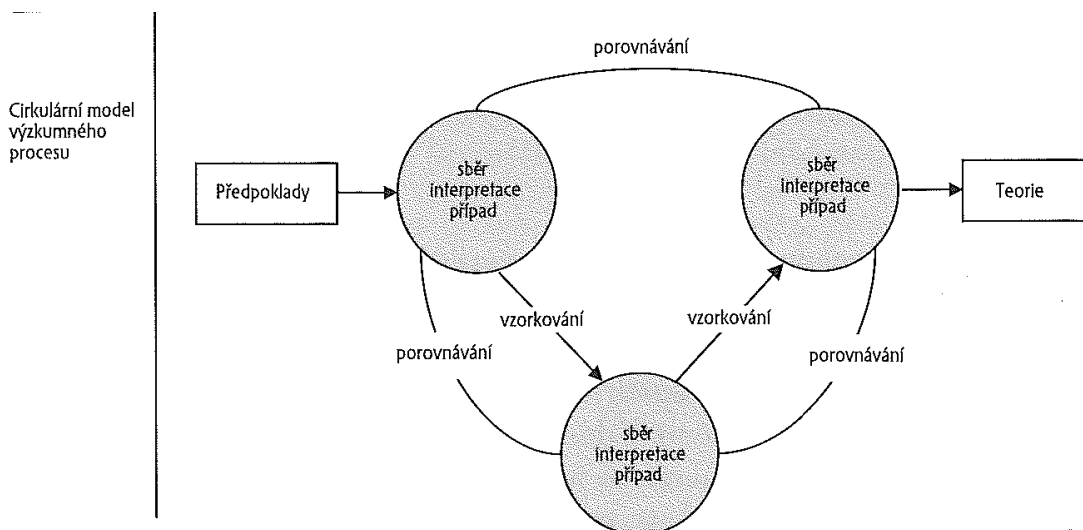 Cirkulární model
výzkumného
procesu
porovnávání
Předpoklady
sběr
interpretace
případ
sběr
interpretace
případ
Teorie
vzorkování
vzorkování
porovnávání
porovnávání
sběr
interpretace
případ